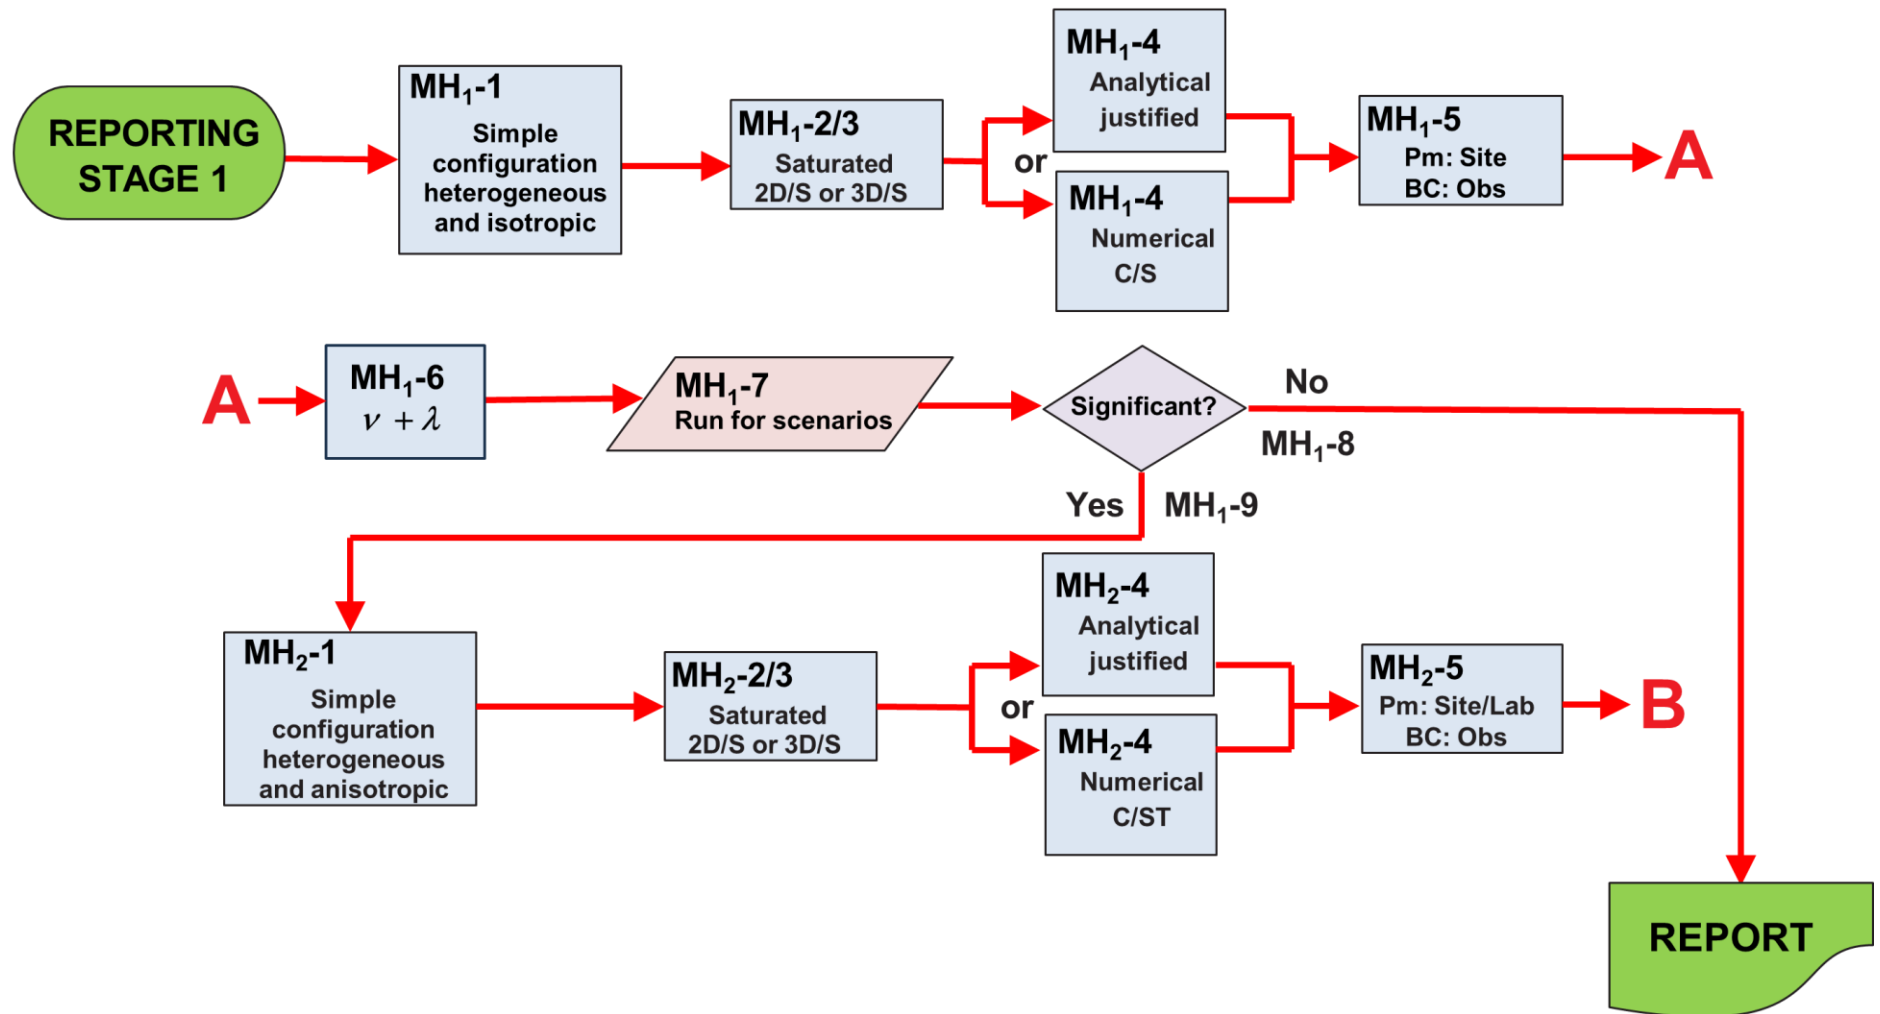 REPORTING
STAGE 1
MH₁-1
Simple
configuration
heterogeneous
and isotropic
MH₁-2/3
Saturated
2D/S or 3D/S
or
MH₁-4
Analytical
justified
MH₁-4
Numerical
C/S
MH₁-5
Pm: Site
BC: Obs
A
A
MH₁-6
ν + λ
MH₁-7
Run for scenarios
Significant?
No
MH₁-8
Yes
MH₁-9
MH₂-1
Simple
configuration
heterogeneous
and anisotropic
MH₂-2/3
Saturated
2D/S or 3D/S
or
MH₂-4
Analytical
justified
MH₂-4
Numerical
C/ST
MH₂-5
Pm: Site/Lab
BC: Obs
B
REPORT